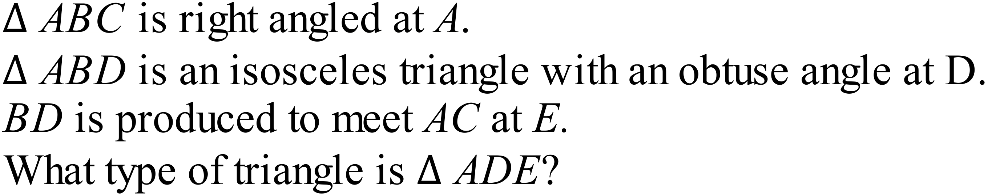 Δ ABC is right angled at A.
Δ ABD is an isosceles triangle with an obtuse angle at D.
BD is produced to meet AC at E.
What type of triangle is Δ ADE?